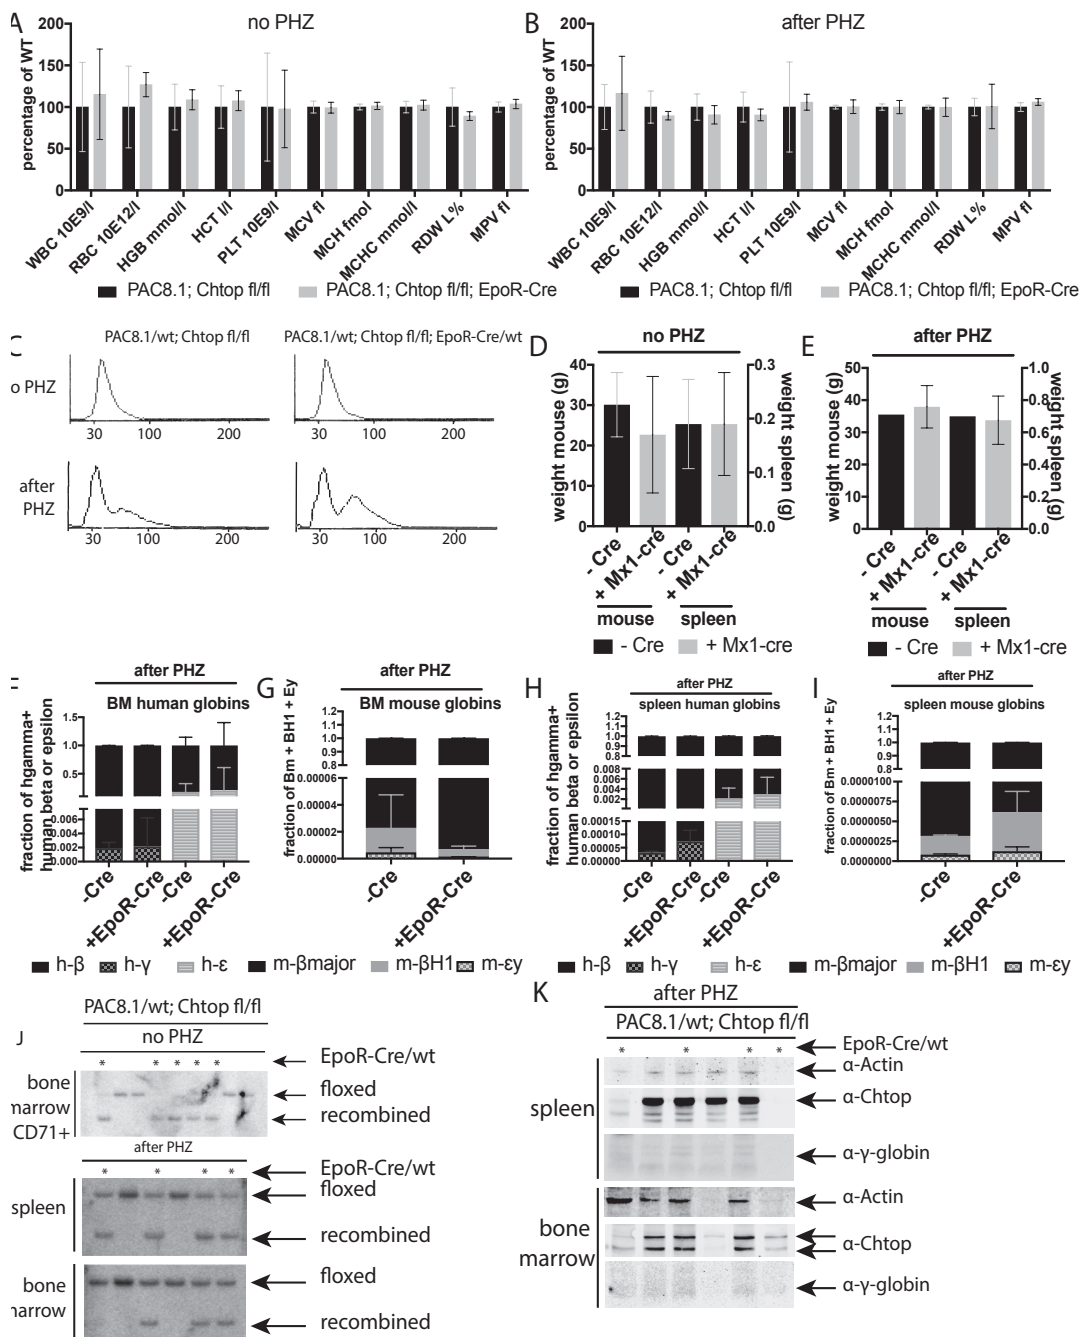 A
no PHZ
200
150
100
50
0
percentage of WT
WBC 10E9/l
RBC 10E12/l
HGB mmol/l
HCT l/l
PLT 10E9/l
MCV fl
MCH fmol
MCHC mmol/l
RDW L%
MPV fl
PAC8.1; Chtop fl/fl
PAC8.1; Chtop fl/fl; EpoR-Cre
B
after PHZ
200
150
100
50
0
percentage of WT
WBC 10E9/l
RBC 10E12/l
HGB mmol/l
HCT l/l
PLT 10E9/l
MCV fl
MCH fmol
MCHC mmol/l
RDW L%
MPV fl
PAC8.1; Chtop fl/fl
PAC8.1; Chtop fl/fl; EpoR-Cre
C
PAC8.1/wt; Chtop fl/fl
PAC8.1/wt; Chtop fl/fl; EpoR-Cre/wt
o PHZ
30 100 200
30 100 200
after
PHZ
30 100 200
30 100 200
D
no PHZ
weight mouse (g)
40
30
20
10
0
weight spleen (g)
0.3
0.2
0.1
0.0
- Cre
+ Mx1-cre
- Cre
+ Mx1-cre
mouse
spleen
- Cre
+ Mx1-cre
E
after PHZ
weight mouse (g)
50
40
30
20
10
0
weight spleen (g)
1.0
0.8
0.6
0.4
0.2
0.0
- Cre
+ Mx1-cre
- Cre
+ Mx1-cre
mouse
spleen
- Cre
+ Mx1-cre
F
after PHZ
BM human globins
fraction of hgamma+
human beta or epsilon
1.5
1.0
0.5
0.006
0.004
0.002
0.000
-Cre
+EpoR-Cre
-Cre
+EpoR-Cre
G
after PHZ
BM mouse globins
fraction of Bm + BH1 + Ey
1.0
0.9
0.8
0.00006
0.00004
0.00002
0.00000
-Cre
+EpoR-Cre
h-β
h-γ
h-ε
m-βmajor
m-βH1
m-εy
H
after PHZ
spleen human globins
fraction of hgamma+
human beta or epsilon
1.0
0.9
0.8
0.008
0.006
0.004
0.002
0.00015
0.00010
0.00005
0.00000
-Cre
+EpoR-Cre
-Cre
+EpoR-Cre
I
after PHZ
spleen mouse globins
fraction of Bm + BH1 + Ey
1.0
0.9
0.8
0.0000100
0.0000075
0.0000050
0.0000025
0.0000000
-Cre
+EpoR-Cre
h-β
h-γ
h-ε
m-βmajor
m-βH1
m-εy
J
PAC8.1/wt; Chtop fl/fl
no PHZ
* * * * *
EpoR-Cre/wt
bone
marrow
CD71+
floxed
recombined
after PHZ
* * * *
EpoR-Cre/wt
spleen
floxed
recombined
bone
marrow
floxed
recombined
K
after PHZ
PAC8.1/wt; Chtop fl/fl
* * * *
EpoR-Cre/wt
spleen
α-Actin
α-Chtop
α-γ-globin
bone
marrow
α-Actin
α-Chtop
α-γ-globin